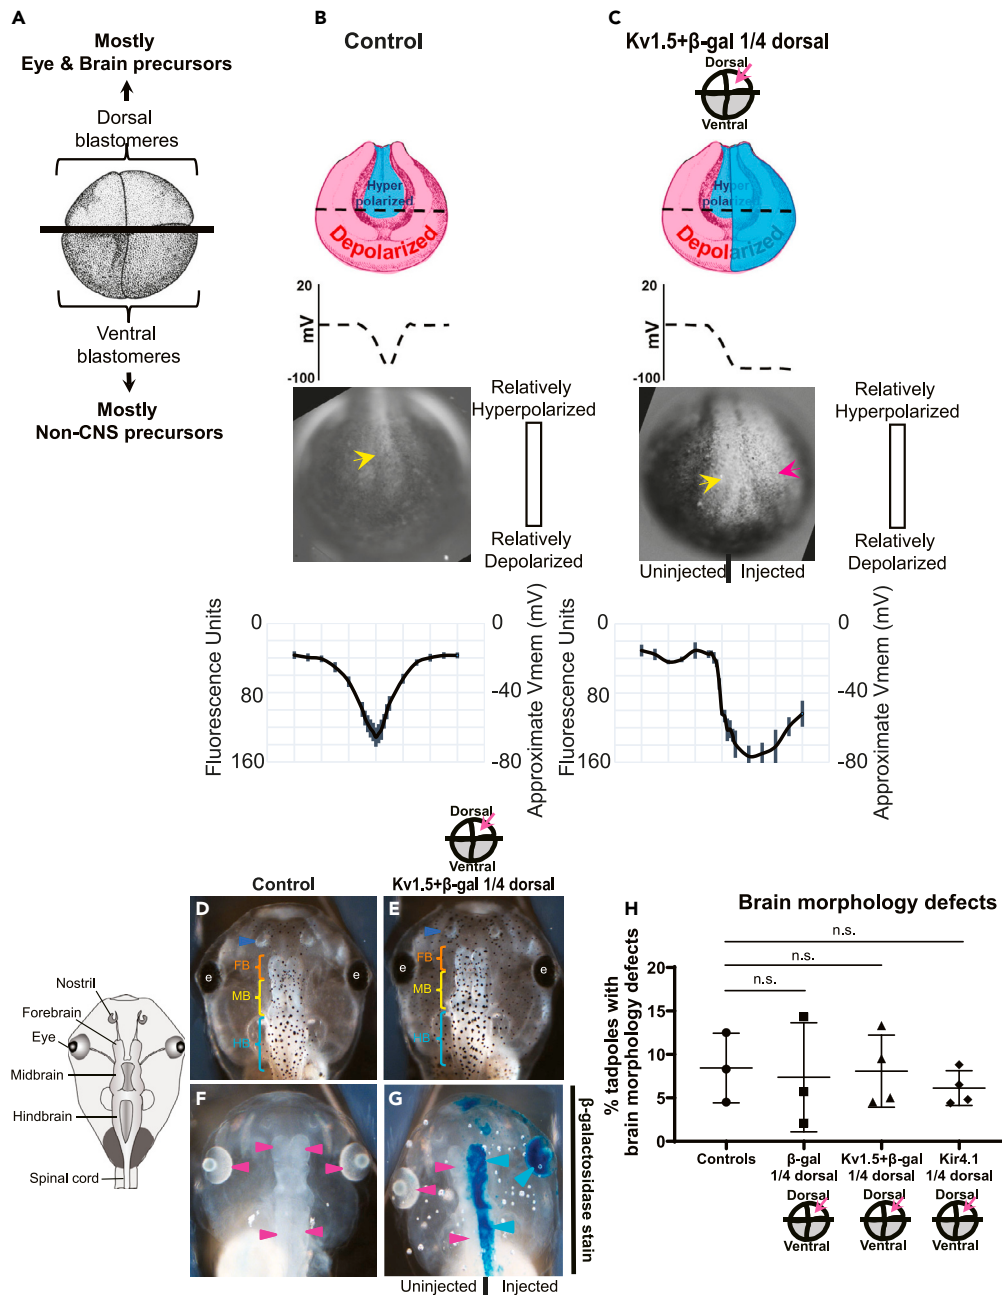 A
Mostly
Eye & Brain precursors
Dorsal
blastomeres
Ventral
blastomeres
Mostly
Non-CNS precursors
B
Control
Hyper
polarized
Depolarized
20
mV
-100
Relatively
Hyperpolarized
Relatively
Depolarized
0
80
160
Fluorescence Units
0
-40
-80
Approximate Vmem (mV)
C
Kv1.5+β-gal 1/4 dorsal
Dorsal
Ventral
Hyper
polarized
Depolarized
20
mV
-100
Relatively
Hyperpolarized
Relatively
Depolarized
Uninjected
Injected
0
80
160
Fluorescence Units
0
-40
-80
Approximate Vmem (mV)
Nostril
Forebrain
Eye
Midbrain
Hindbrain
Spinal cord
Control
D
e
e
FB
MB
HB
Dorsal
Ventral
Kv1.5+β-gal 1/4 dorsal
E
e
e
FB
MB
HB
F
G
β-galactosidase stain
Uninjected
Injected
H
Brain morphology defects
n.s.
n.s.
n.s.
% tadpoles with
brain morphology defects
20
15
10
5
0
Controls
β-gal
1/4 dorsal
Dorsal
Ventral
Kv1.5+β-gal
1/4 dorsal
Dorsal
Ventral
Kir4.1
1/4 dorsal
Dorsal
Ventral